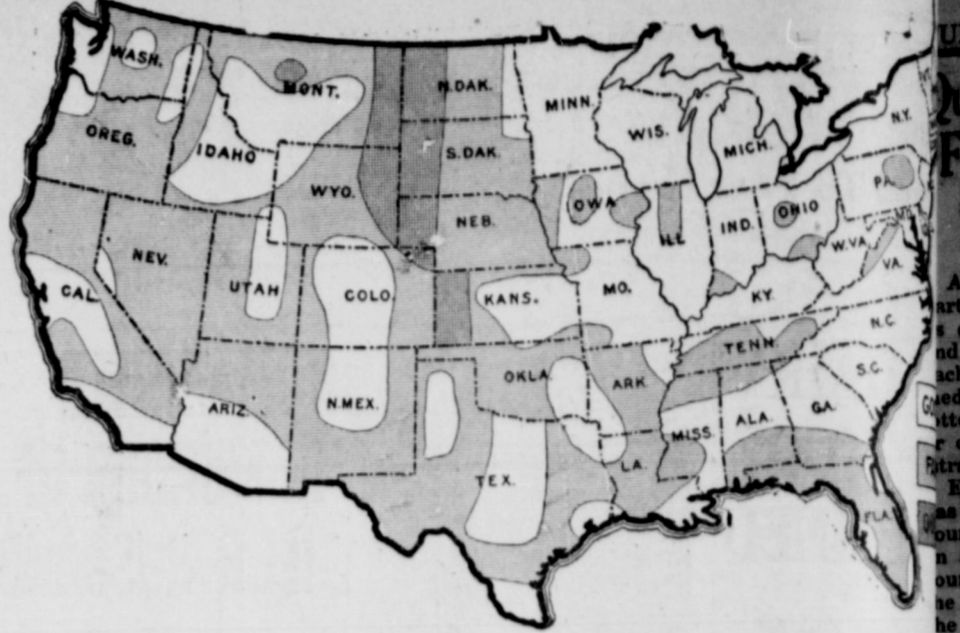 WASH.
MONT.
N.DAK.
MINN.
OREG.
IDAHO
S.DAK.
WIS.
MICH.
N.Y.
WYO.
NEB.
IOWA
ILL
IND.
OHIO
PA.
NEV.
UTAH
COLO.
KANS.
MO.
KY.
W.VA.
VA.
CAL.
ARIZ.
N.MEX.
OKLA.
ARK.
TENN.
N.C.
S.C.
TEX.
LA.
MISS.
ALA.
GA.
FLA.